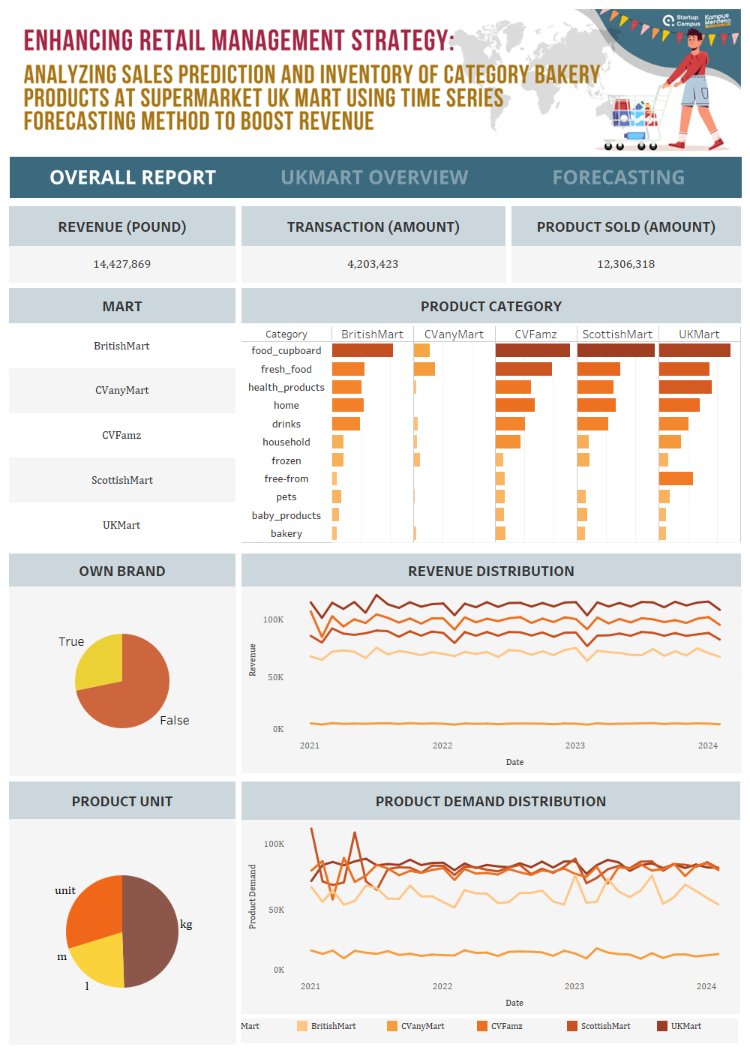 Startup Campus
Kampus Merdeka
ENHANCING RETAIL MANAGEMENT STRATEGY:
ANALYZING SALES PREDICTION AND INVENTORY OF CATEGORY BAKERY
PRODUCTS AT SUPERMARKET UK MART USING TIME SERIES
FORECASTING METHOD TO BOOST REVENUE
OVERALL REPORT UKMART OVERVIEW FORECASTING
REVENUE (POUND) TRANSACTION (AMOUNT) PRODUCT SOLD (AMOUNT)
14,427,869 4,203,423 12,306,318
MART
BritishMart
CVanyMart
CVFamz
ScottishMart
UKMart
PRODUCT CATEGORY
Category BritishMart CVanyMart CVFamz ScottishMart UKMart
food_cupboard
fresh_food
health_products
home
drinks
household
frozen
free-from
pets
baby_products
bakery
OWN BRAND
True
False
REVENUE DISTRIBUTION
100K
50K
0K
Revenue
2021 2022 2023 2024
Date
PRODUCT UNIT
unit
kg
m
l
PRODUCT DEMAND DISTRIBUTION
100K
50K
0K
Product Demand
2021 2022 2023 2024
Date
Mart BritishMart CVanyMart CVFamz ScottishMart UKMart